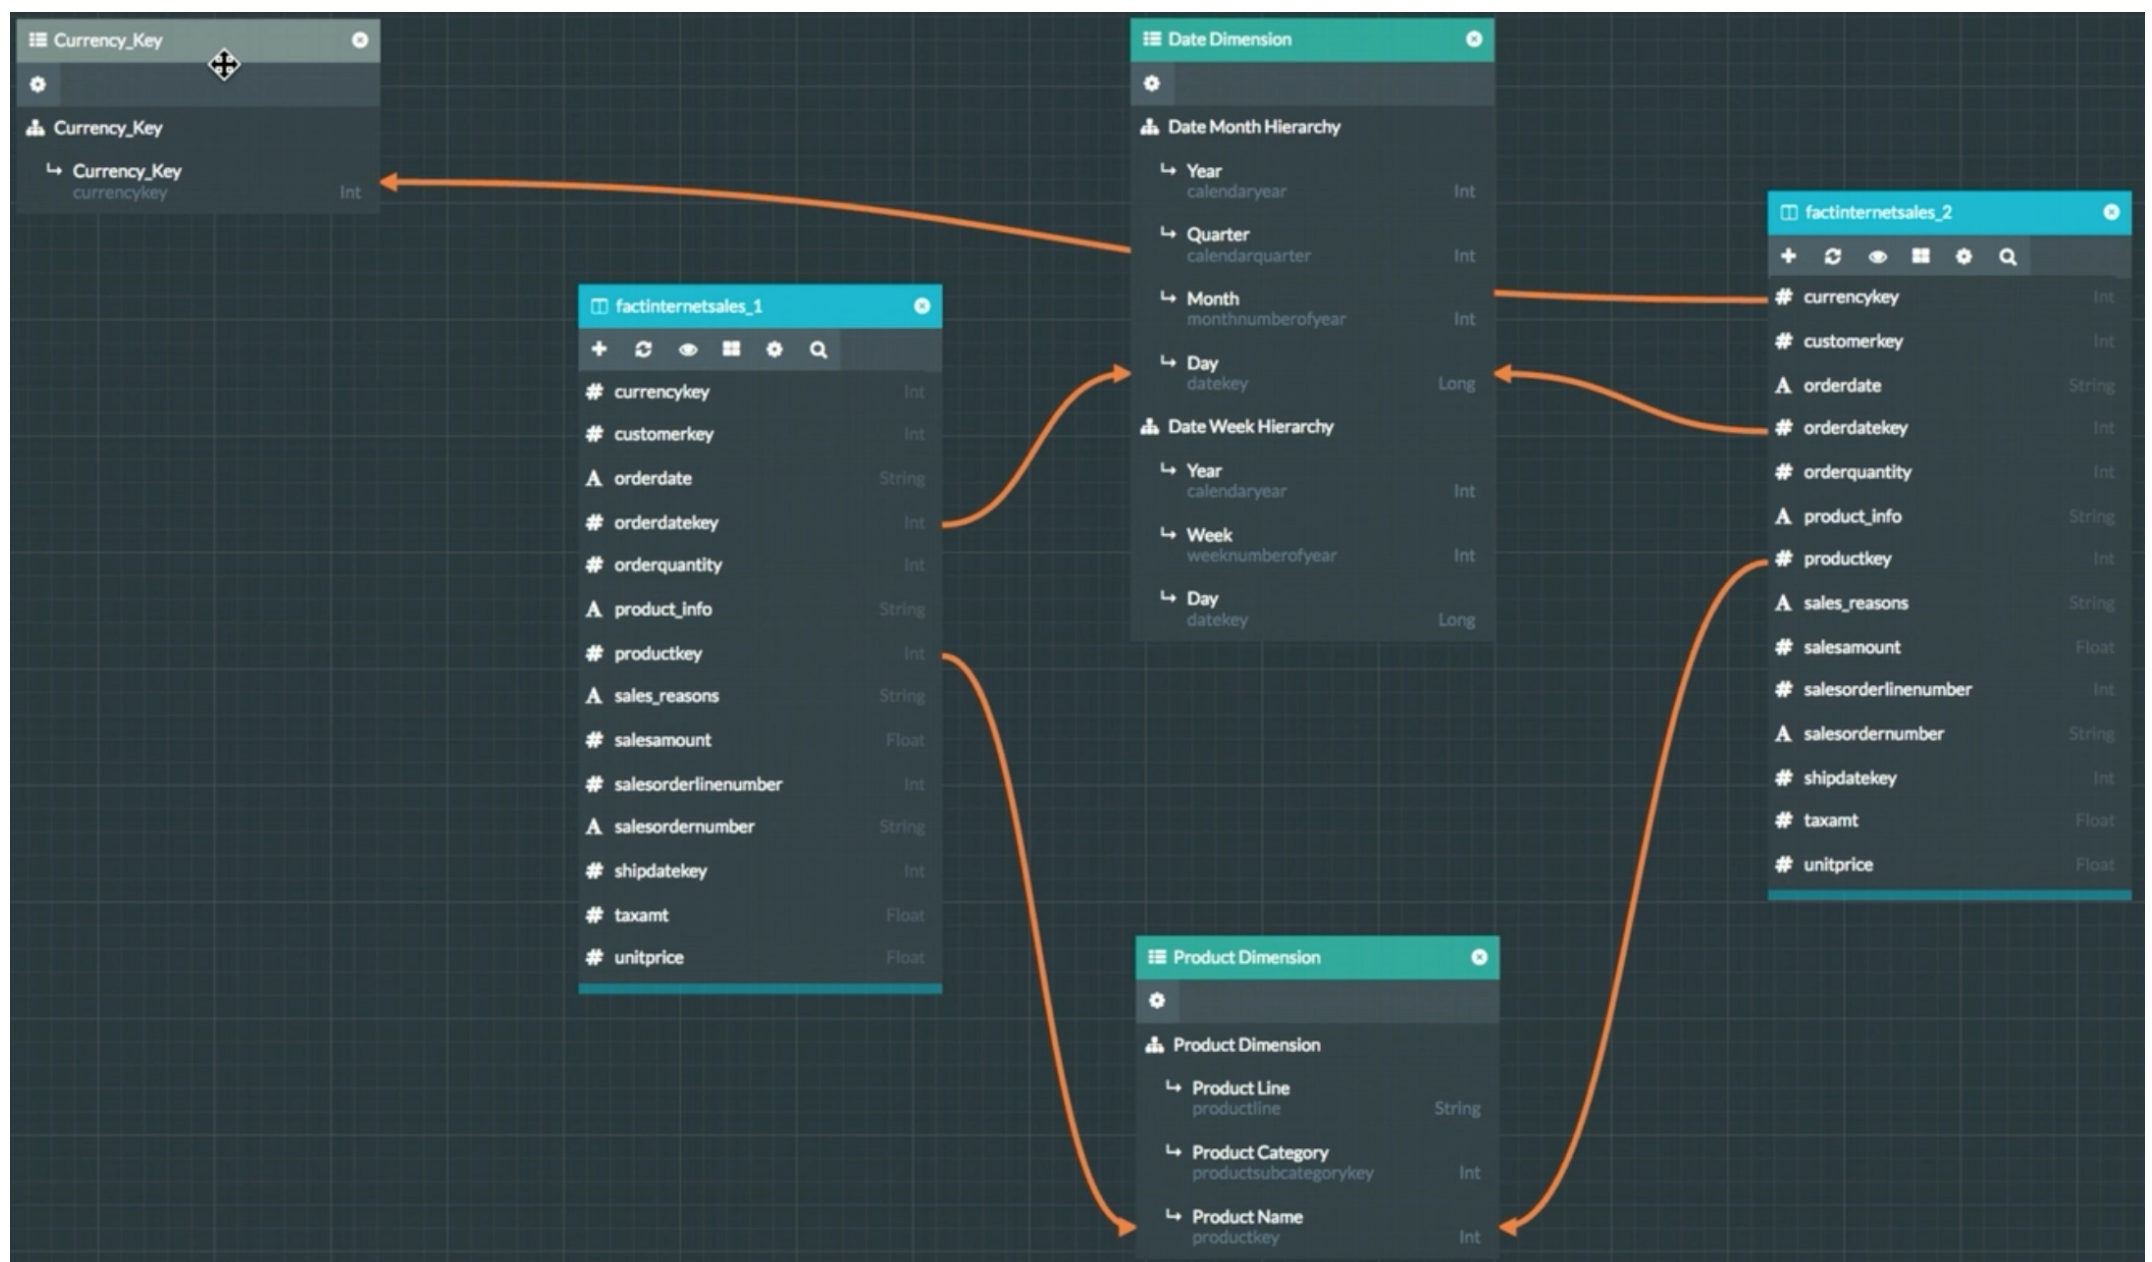 Currency_Key
Currency_Key
Currency_Key
currencykey Int
factinternetsales_1
currencykey Int
customerkey Int
orderdate String
orderdatekey Int
orderquantity Int
product_info String
productkey Int
sales_reasons String
salesamount Float
salesorderlinenumber Int
salesordernumber String
shipdatekey Int
taxamt Float
unitprice Float
Date Dimension
Date Month Hierarchy
Year
calendaryear Int
Quarter
calendarquarter Int
Month
monthnumberofyear Int
Day
datekey Long
Date Week Hierarchy
Year
calendaryear Int
Week
weeknumberofyear Int
Day
datekey Long
Product Dimension
Product Dimension
Product Line
productline String
Product Category
productsubcategorykey Int
Product Name
productkey Int
factinternetsales_2
currencykey Int
customerkey Int
orderdate String
orderdatekey Int
orderquantity Int
product_info String
productkey Int
sales_reasons String
salesamount Float
salesorderlinenumber Int
salesordernumber String
shipdatekey Int
taxamt Float
unitprice Float